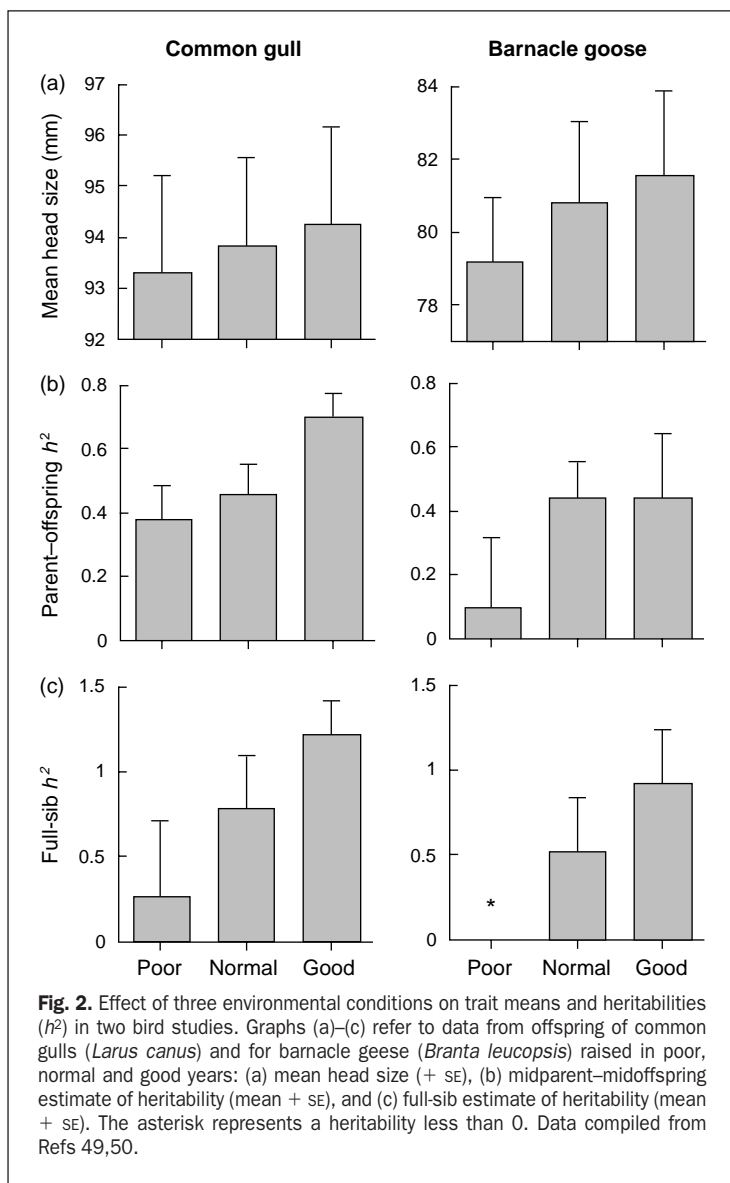 Common gull
Barnacle goose
(a)
Mean head size (mm)
97
96
95
94
93
92
84
82
80
78
(b)
Parent–offspring h²
0.8
0.6
0.4
0.2
0
0.8
0.6
0.4
0.2
0
(c)
Full-sib h²
1.5
1
0.5
0
1.5
1
0.5
0
*
Poor Normal Good
Poor Normal Good
Fig. 2. Effect of three environmental conditions on trait means and heritabilities
(h²) in two bird studies. Graphs (a)–(c) refer to data from offspring of common
gulls (Larus canus) and for barnacle geese (Branta leucopsis) raised in poor,
normal and good years: (a) mean head size (+ SE), (b) midparent–midoffspring
estimate of heritability (mean + SE), and (c) full-sib estimate of heritability (mean
+ SE). The asterisk represents a heritability less than 0. Data compiled from
Refs 49,50.